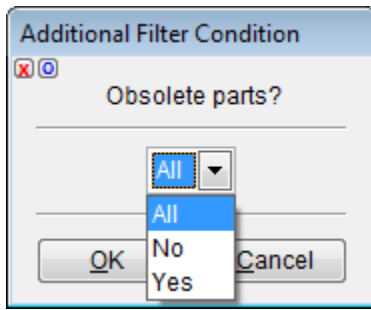 Additional Filter Condition
X O
Obsolete parts?
All
All
No
Yes
OK Cancel